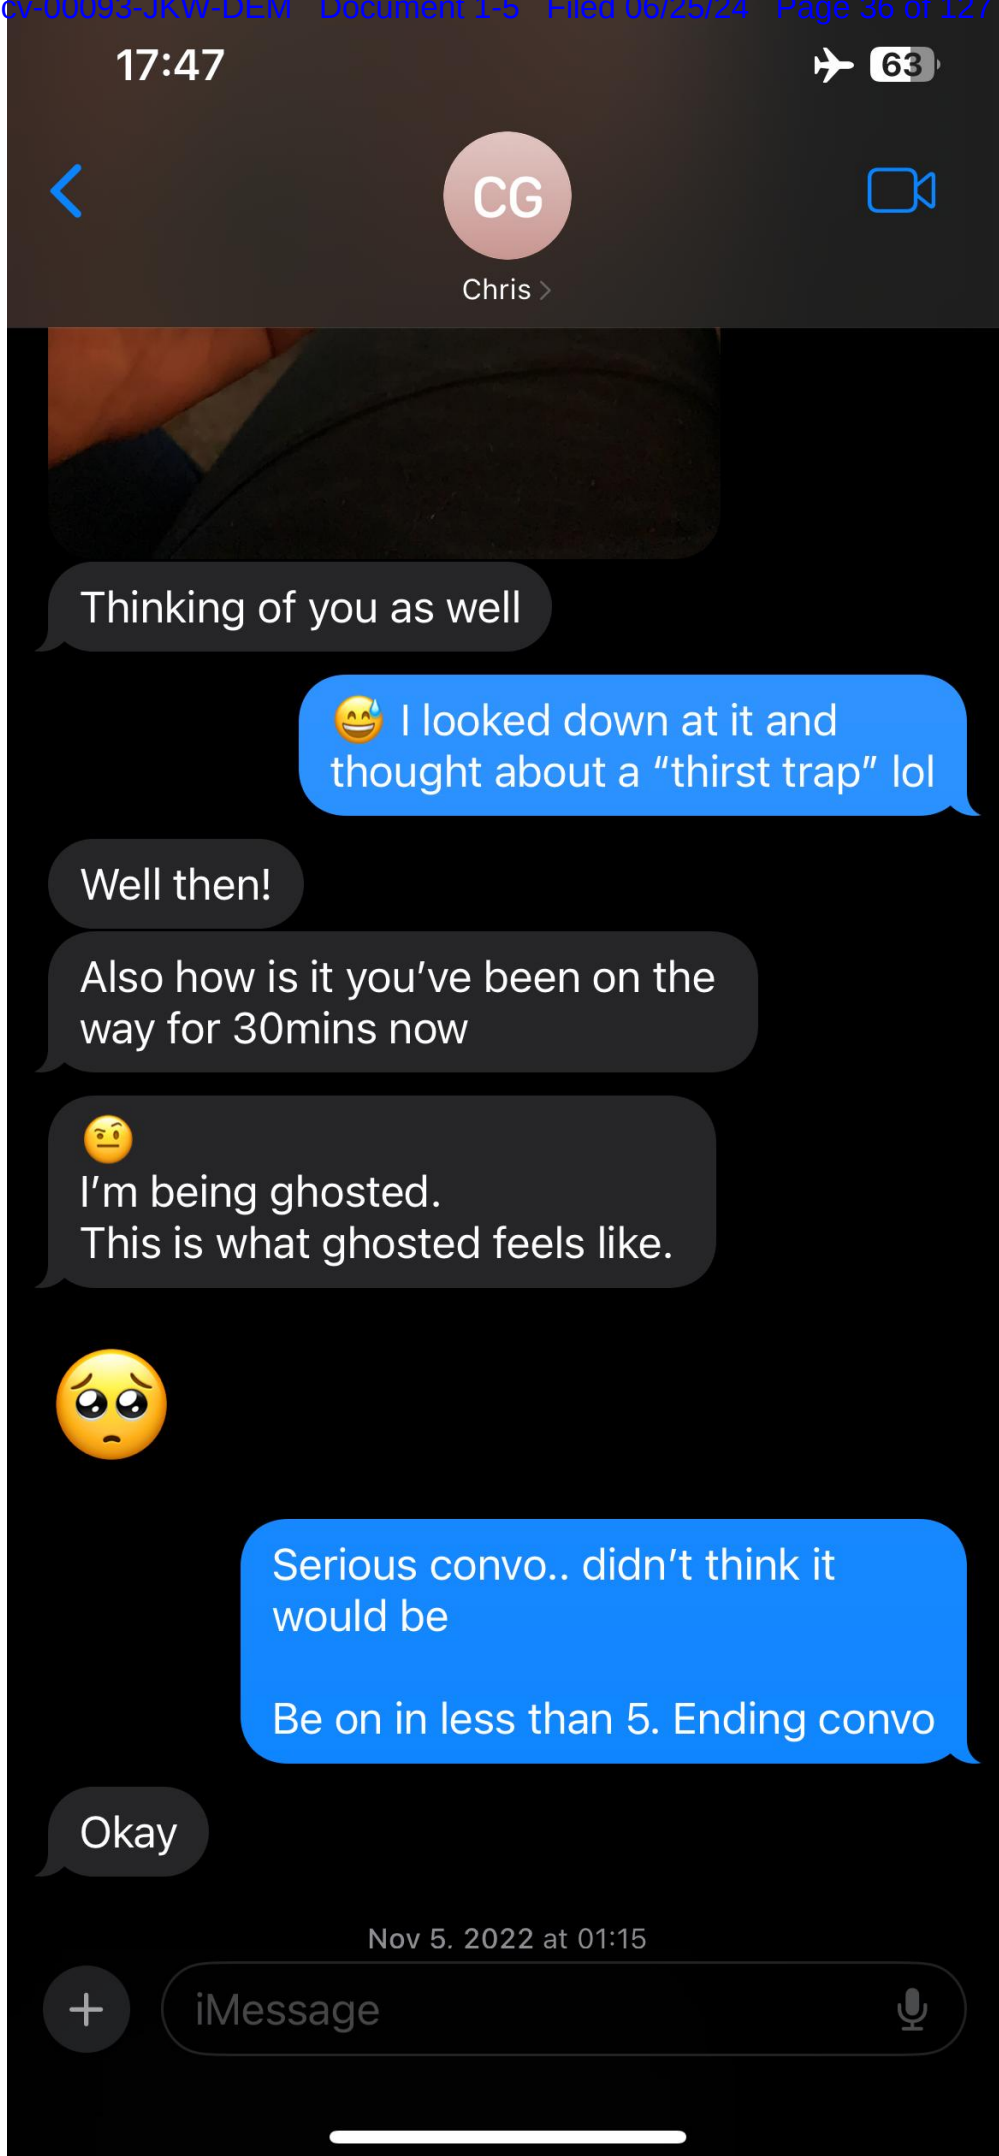 cv-00093-JKW-DEM Document 1-5 Filed 06/25/24 Page 36 of 127
17:47
63
CG
Chris
Thinking of you as well
😅 I looked down at it and
thought about a “thirst trap” lol
Well then!
Also how is it you’ve been on the
way for 30mins now
🤨
I’m being ghosted.
This is what ghosted feels like.
🥺
Serious convo.. didn’t think it
would be
Be on in less than 5. Ending convo
Okay
Nov 5. 2022 at 01:15
iMessage